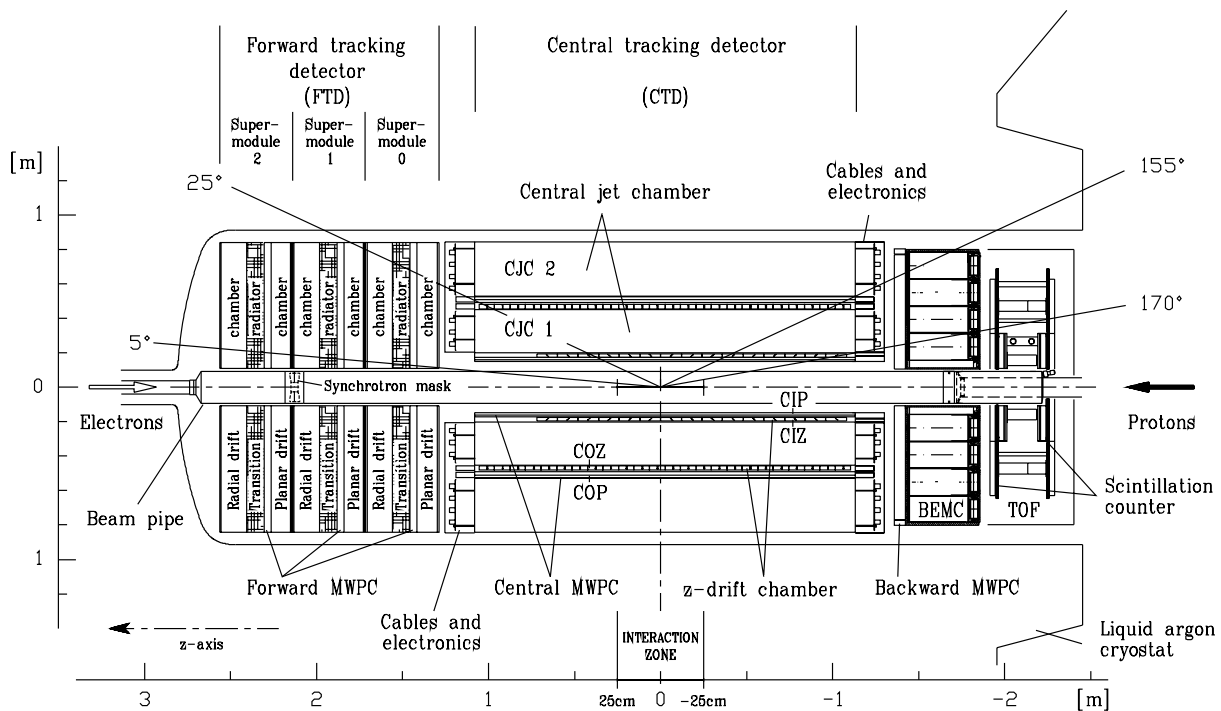 Forward tracking
detector
(FTD)
Central tracking detector
(CTD)
Super-
module
2
Super-
module
1
Super-
module
0
[m]
25°
155°
Cables and
electronics
Central jet chamber
1
CJC 2
CJC 1
170°
5°
chamber
radiator
chamber
chamber
radiator
chamber
chamber
radiator
chamber
0
Synchrotron mask
Electrons
Protons
CIP
CIZ
COZ
COP
Radial drift
Transition
Planar drift
Radial drift
Transition
Planar drift
Radial drift
Transition
Planar drift
BEMC
TOF
Scintillation
counter
Beam pipe
1
Forward MWPC
Central MWPC
z-drift chamber
Backward MWPC
Cables and
electronics
z-axis
INTERACTION
ZONE
Liquid argon
cryostat
3
2
1
25cm
0
-25cm
-1
-2
[m]